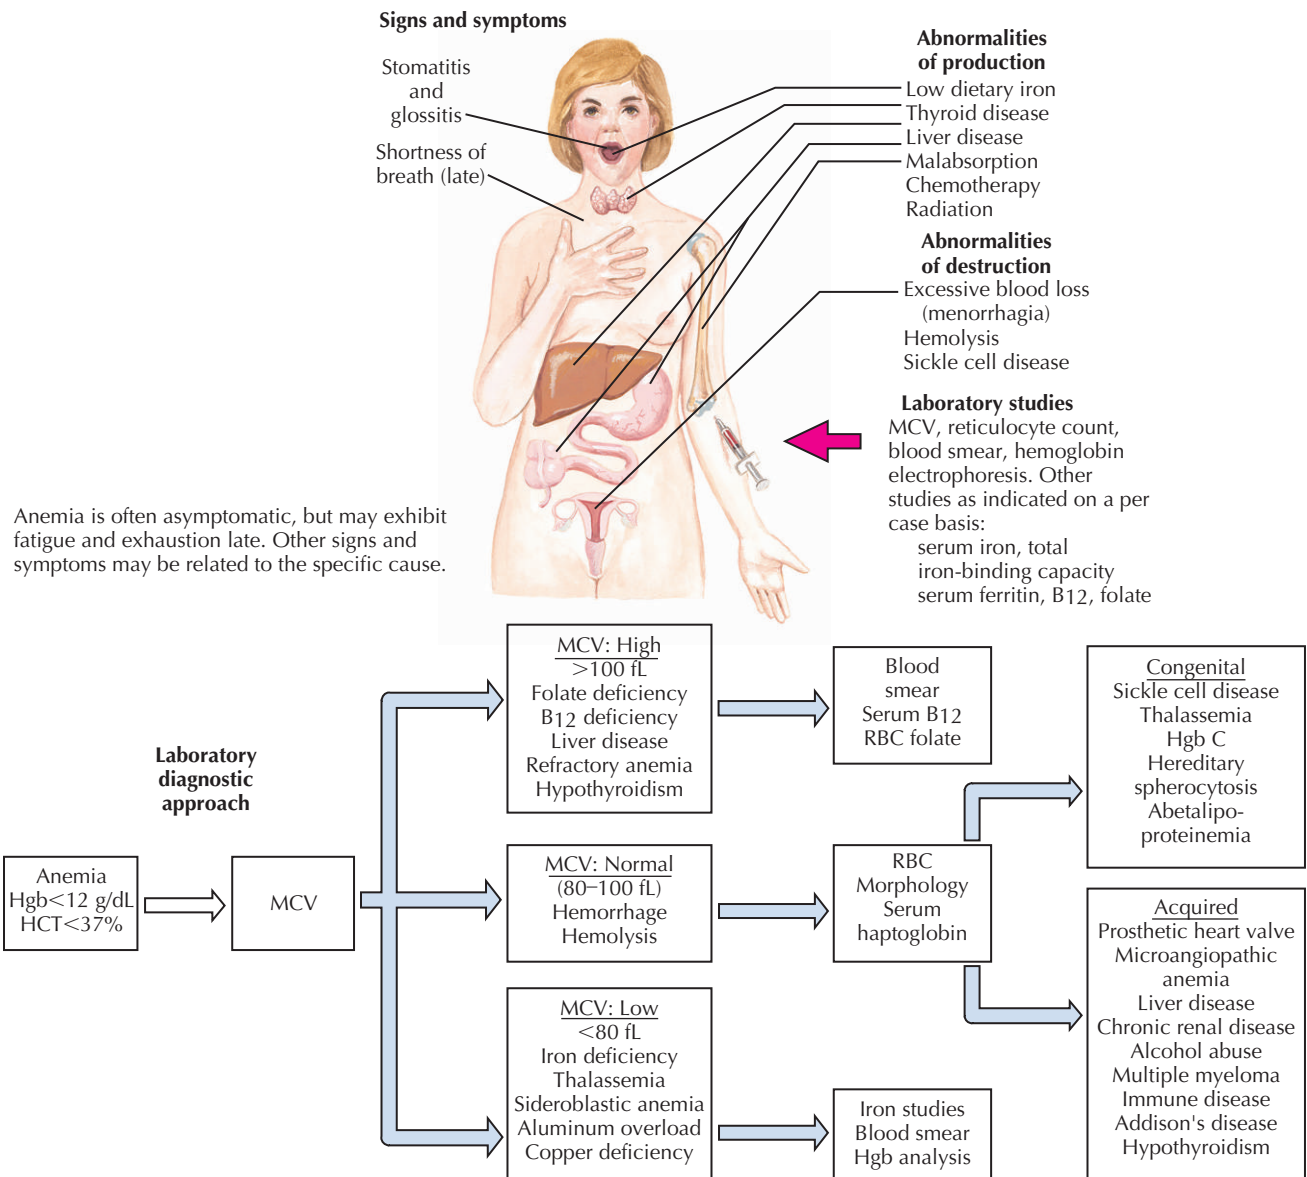 Signs and symptoms
Stomatitis
and
glossitis
Shortness of
breath (late)
Abnormalities
of production
Low dietary iron
Thyroid disease
Liver disease
Malabsorption
Chemotherapy
Radiation
Abnormalities
of destruction
Excessive blood loss
(menorrhagia)
Hemolysis
Sickle cell disease
Laboratory studies
MCV, reticulocyte count,
blood smear, hemoglobin
electrophoresis. Other
studies as indicated on a per
case basis:
serum iron, total
iron-binding capacity
serum ferritin, B12, folate
Anemia is often asymptomatic, but may exhibit
fatigue and exhaustion late. Other signs and
symptoms may be related to the specific cause.
Laboratory
diagnostic
approach
Anemia
Hgb<12 g/dL
HCT<37%
MCV
MCV: High
>100 fL
Folate deficiency
B12 deficiency
Liver disease
Refractory anemia
Hypothyroidism
Blood
smear
Serum B12
RBC folate
MCV: Normal
(80–100 fL)
Hemorrhage
Hemolysis
RBC
Morphology
Serum
haptoglobin
MCV: Low
<80 fL
Iron deficiency
Thalassemia
Sideroblastic anemia
Aluminum overload
Copper deficiency
Iron studies
Blood smear
Hgb analysis
Congenital
Sickle cell disease
Thalassemia
Hgb C
Hereditary
spherocytosis
Abetalipo-
proteinemia
Acquired
Prosthetic heart valve
Microangiopathic
anemia
Liver disease
Chronic renal disease
Alcohol abuse
Multiple myeloma
Immune disease
Addison's disease
Hypothyroidism